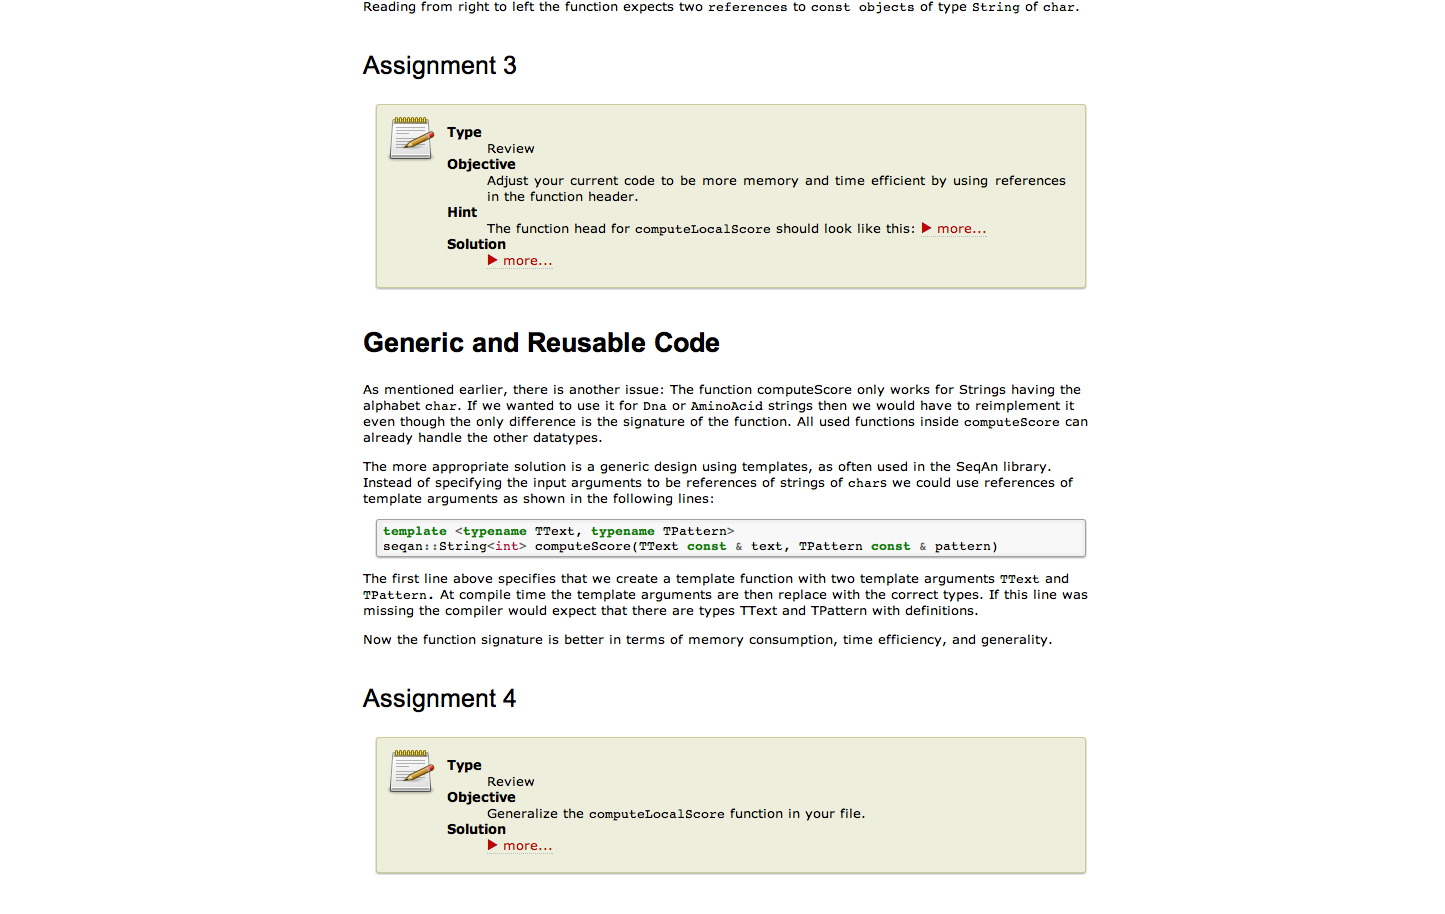 Reading from right to left the function expects two references to const objects of type String of char.
Assignment 3
Type
Review
Objective
Adjust your current code to be more memory and time efficient by using references
in the function header.
Hint
The function head for computeLocalScore should look like this: ▶ more...
Solution
▶ more...
Generic and Reusable Code
As mentioned earlier, there is another issue: The function computeScore only works for Strings having the
alphabet char. If we wanted to use it for Dna or AminoAcid strings then we would have to reimplement it
even though the only difference is the signature of the function. All used functions inside computeScore can
already handle the other datatypes.
The more appropriate solution is a generic design using templates, as often used in the SeqAn library.
Instead of specifying the input arguments to be references of strings of chars we could use references of
template arguments as shown in the following lines:
template <typename TText, typename TPattern>
seqan::String<int> computeScore(TText const & text, TPattern const & pattern)
The first line above specifies that we create a template function with two template arguments TText and
TPattern. At compile time the template arguments are then replace with the correct types. If this line was
missing the compiler would expect that there are types TText and TPattern with definitions.
Now the function signature is better in terms of memory consumption, time efficiency, and generality.
Assignment 4
Type
Review
Objective
Generalize the computeLocalScore function in your file.
Solution
▶ more...